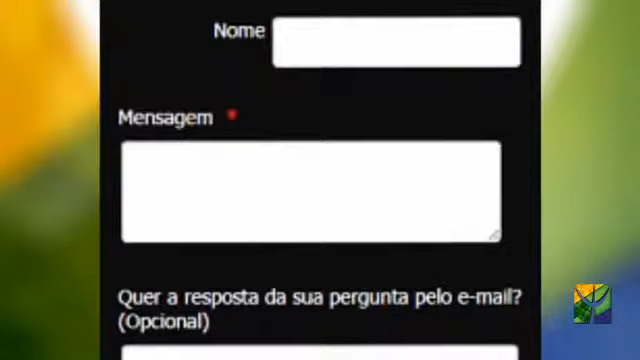 Nome
Mensagem *
Quer a resposta da sua pergunta pelo e-mail?
(Opcional)